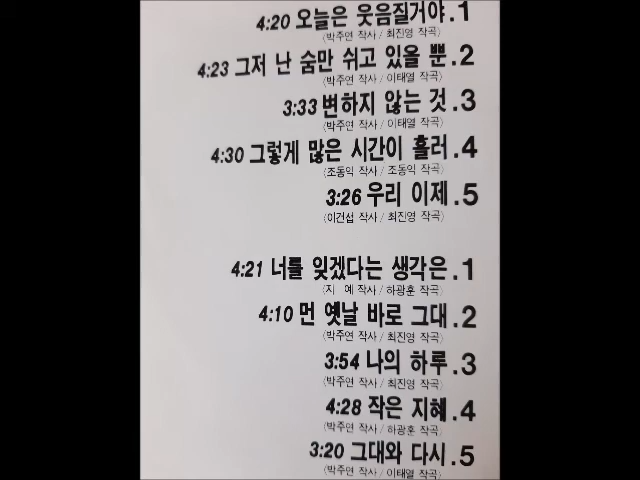 4:20 오늘은 웃음질거야.1
(박주연 작사 / 최진영 작곡)
4:23 그저 난 숨만 쉬고 있을 뿐.2
(박주연 작사 / 이태열 작곡)
3:33 변하지 않는 것.3
(박주연 작사 / 이태열 작곡)
4:30 그렇게 많은 시간이 흘러.4
(조동익 작사 / 조동익 작곡)
3:26 우리 이제.5
(이건섭 작사 / 최진영 작곡)
4:21 너를 잊겠다는 생각은.1
(지 예 작사 / 하광훈 작곡)
4:10 먼 옛날 바로 그대.2
(박주연 작사 / 최진영 작곡)
3:54 나의 하루.3
(박주연 작사 / 최진영 작곡)
4:28 작은 지혜.4
(박주연 작사 / 하광훈 작곡)
3:20 그대와 다시.5
(박주연 작사 / 이태열 작곡)